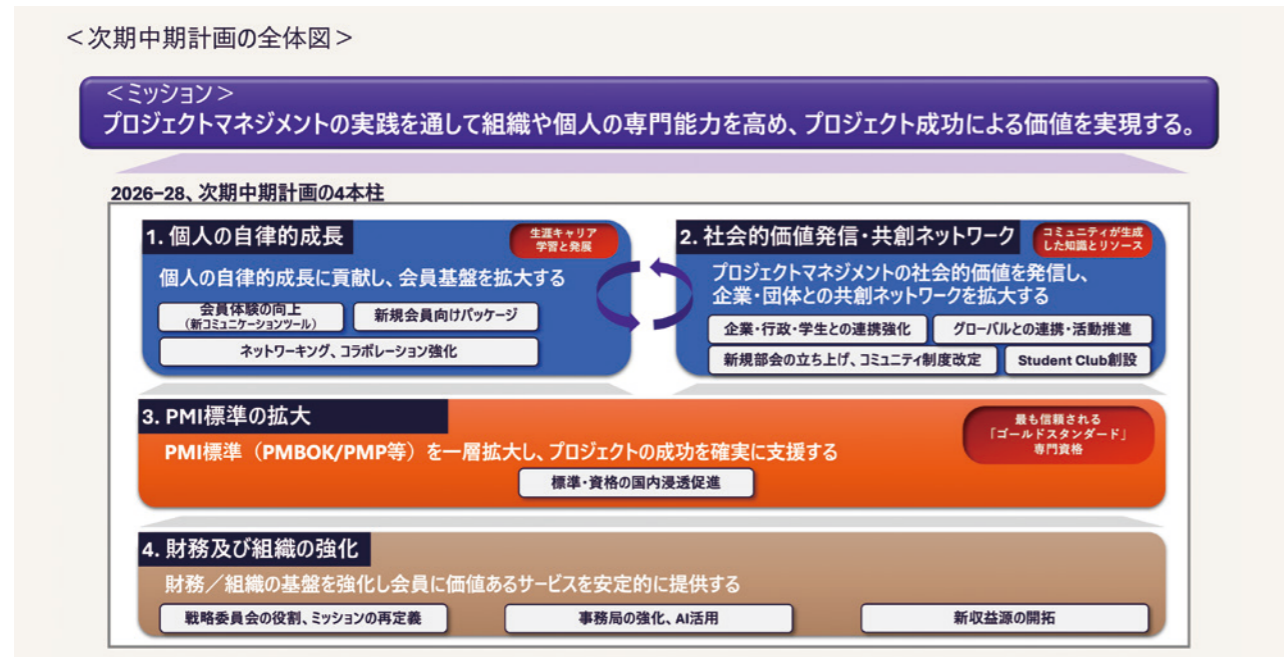 ＜次期中期計画の全体図＞
＜ミッション＞
プロジェクトマネジメントの実践を通して組織や個人の専門能力を高め、プロジェクト成功による価値を実現する。
2026−28、次期中期計画の4本柱
1. 個人の自律的成長
生涯キャリア
学習と発展
個人の自律的成長に貢献し、会員基盤を拡大する
会員体験の向上
（新コミュニケーションツール）
新規会員向けパッケージ
ネットワーキング、コラボレーション強化
2. 社会的価値発信・共創ネットワーク
コミュニティが生成
した知識とリソース
プロジェクトマネジメントの社会的価値を発信し、
企業・団体との共創ネットワークを拡大する
企業・行政・学生との連携強化
グローバルとの連携・活動推進
新規部会の立ち上げ、コミュニティ制度改定
Student Club創設
3. PMI標準の拡大
最も信頼される
「ゴールドスタンダード」
専門資格
PMI標準（PMBOK/PMP等）を一層拡大し、プロジェクトの成功を確実に支援する
標準・資格の国内浸透促進
4. 財務及び組織の強化
財務／組織の基盤を強化し会員に価値あるサービスを安定的に提供する
戦略委員会の役割、ミッションの再定義
事務局の強化、AI活用
新収益源の開拓